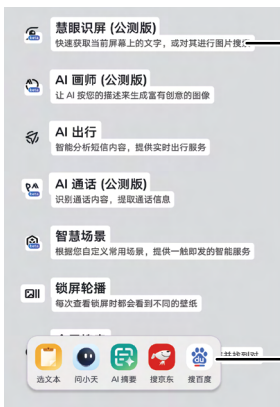 慧眼识屏 (公测版)
快速获取当前屏幕上的文字，或对其进行图片搜
AI 画师 (公测版)
让 AI 按您的描述来生成富有创意的图像
AI 出行
智能分析短信内容，提供实时出行服务
AI 通话 (公测版)
识别通话内容，提取通话信息
智慧场景
根据您自定义常用场景，提供一触即发的智能服务
锁屏轮播
每次查看锁屏时都会看到不同的壁纸
选文本
问小天
AI 摘要
搜京东
搜百度